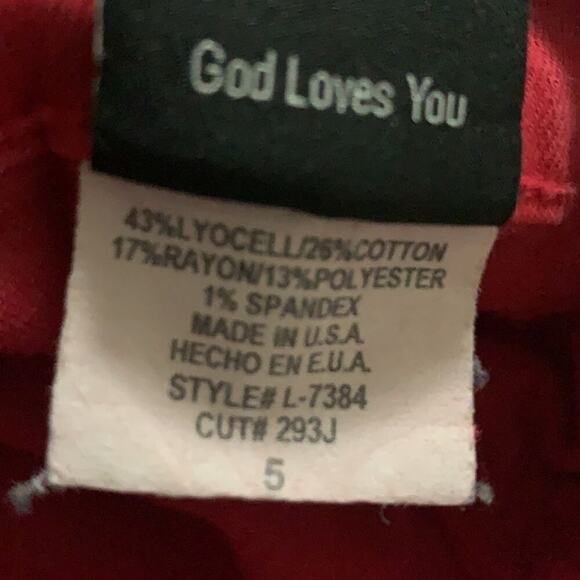 God Loves You
43%LYOCELL/26%COTTON
17%RAYON/13%POLYESTER
1% SPANDEX
MADE IN U.S.A.
HECHO EN E.U.A.
STYLE# L-7384
CUT# 293J
5